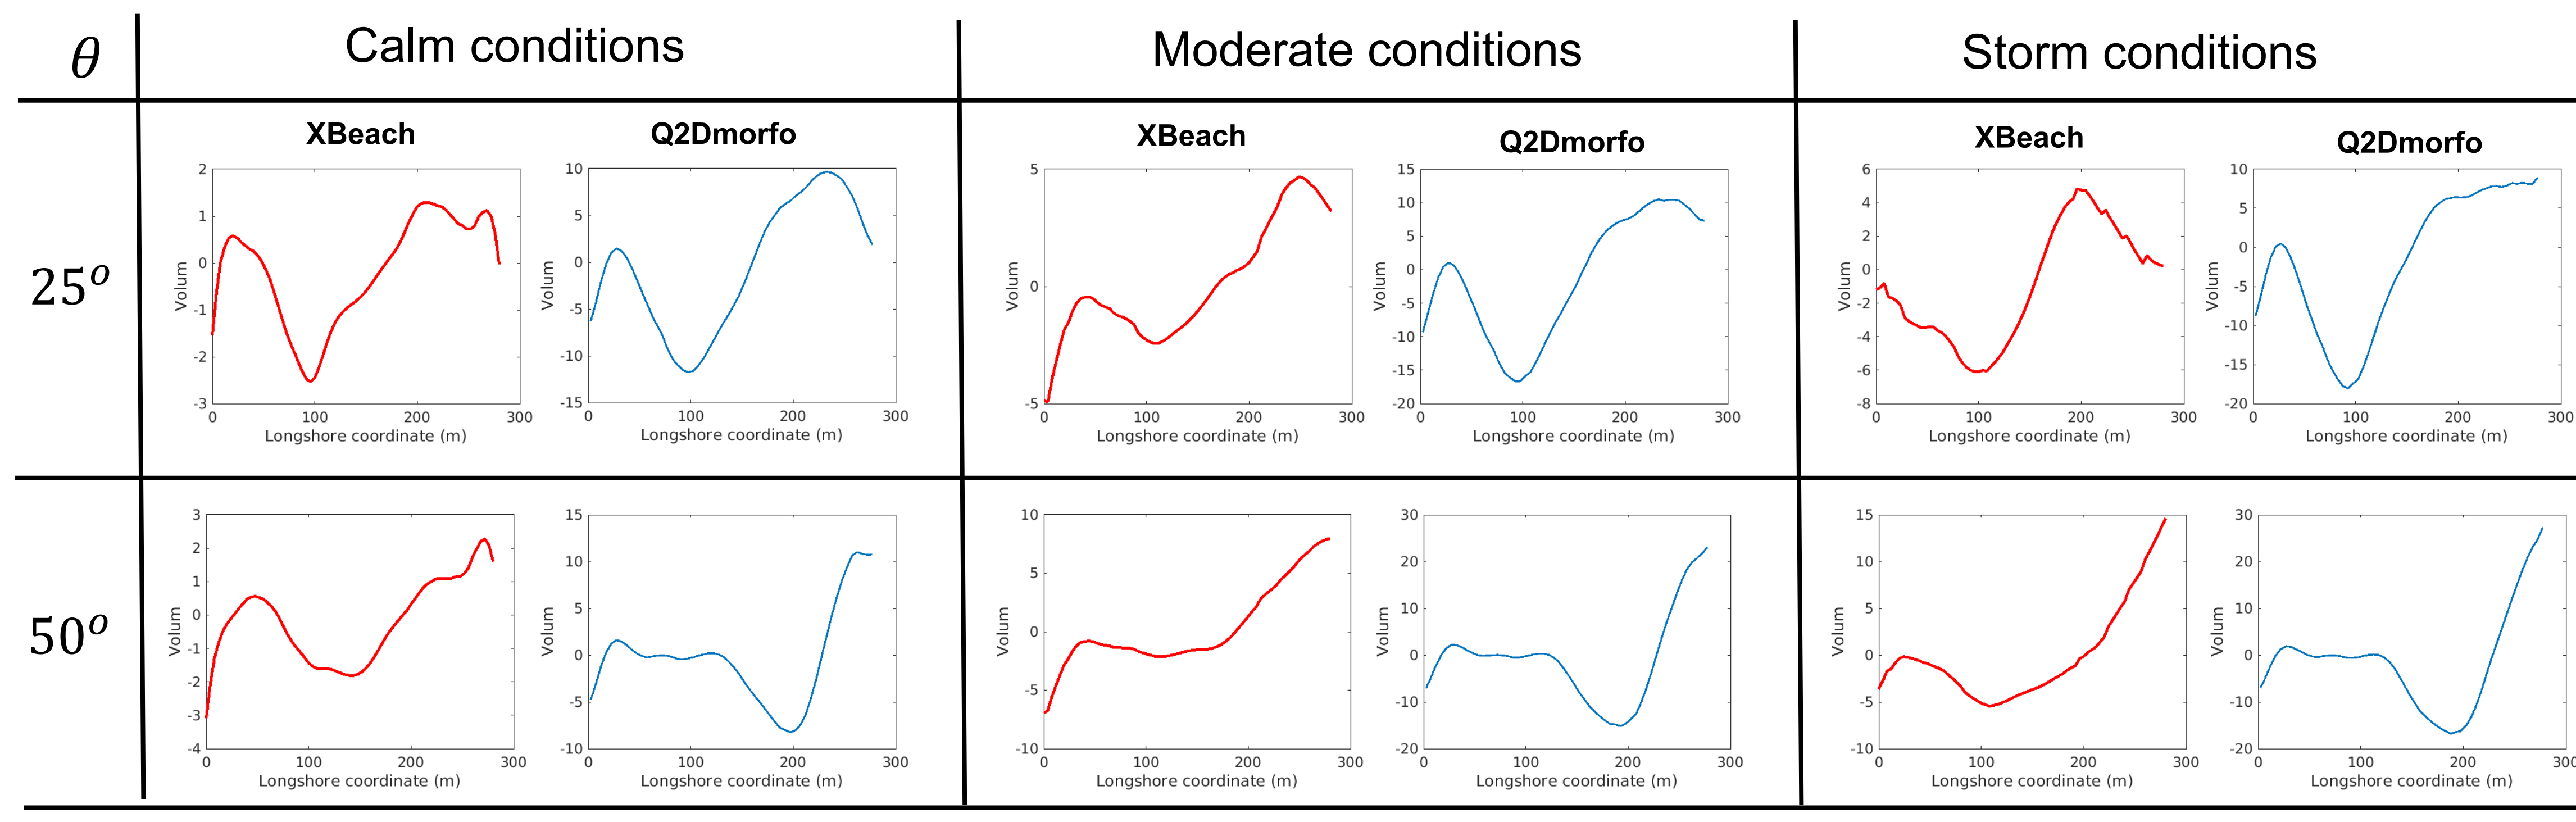 θ Calm conditions Moderate conditions Storm conditions
25º
XBeach
2
1
0
-1
-2
-3
Volum
0 100 200 300
Longshore coordinate (m)
Q2Dmorfo
10
5
0
-5
-10
-15
Volum
0 100 200 300
Longshore coordinate (m)
XBeach
5
0
-5
Volum
0 100 200 300
Longshore coordinate (m)
Q2Dmorfo
15
10
5
0
-5
-10
-15
-20
Volum
0 100 200 300
Longshore coordinate (m)
XBeach
6
4
2
0
-2
-4
-6
-8
Volum
0 100 200 300
Longshore coordinate (m)
Q2Dmorfo
10
5
0
-5
-10
-15
-20
Volum
0 100 200 300
Longshore coordinate (m)
50º
3
2
1
0
-1
-2
-3
-4
Volum
0 100 200 300
Longshore coordinate (m)
15
10
5
0
-5
-10
Volum
0 100 200 300
Longshore coordinate (m)
10
5
0
-5
-10
Volum
0 100 200 300
Longshore coordinate (m)
30
20
10
0
-10
-20
Volum
0 100 200 300
Longshore coordinate (m)
15
10
5
0
-5
-10
Volum
0 100 200 300
Longshore coordinate (m)
30
20
10
0
-10
-20
Volum
0 100 200 300
Longshore coordinate (m)